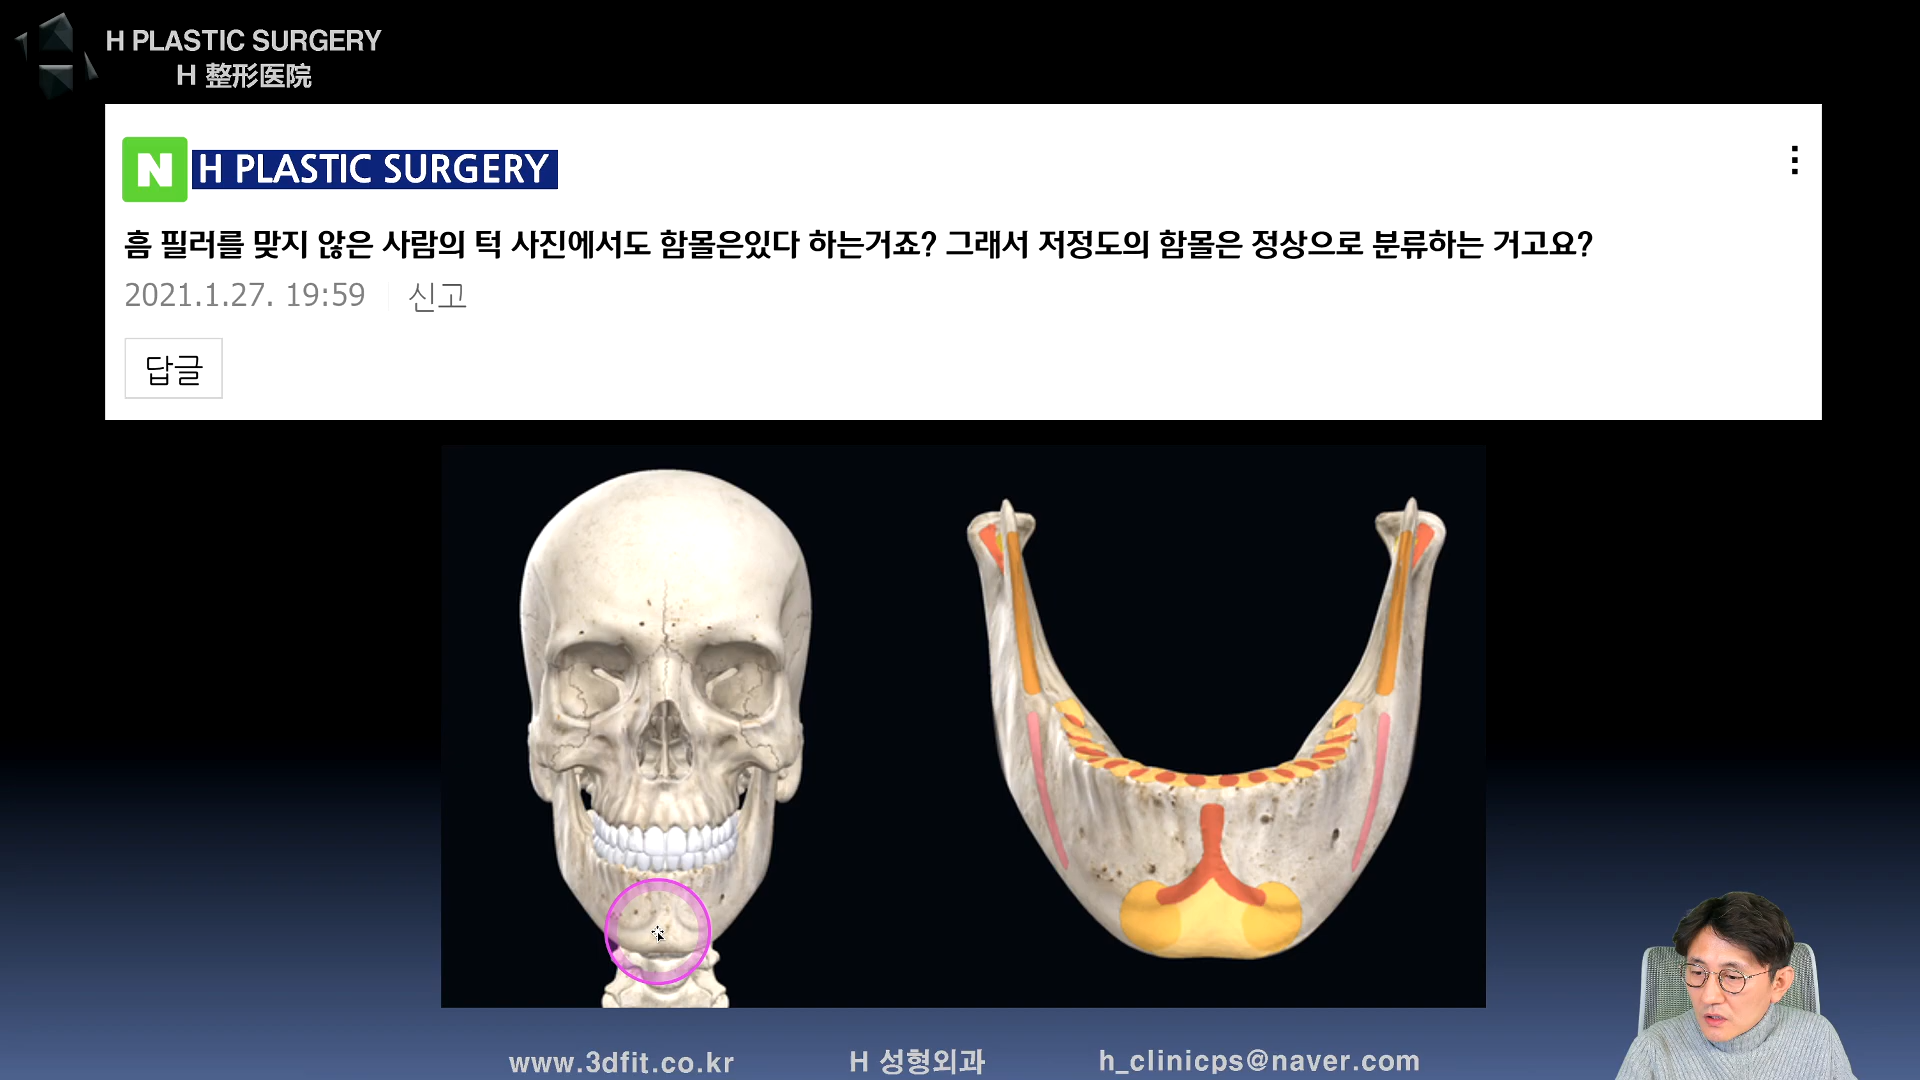 H PLASTIC SURGERY
H 整形医院
N H PLASTIC SURGERY
흠 필러를 맞지 않은 사람의 턱 사진에서도 함몰은있다 하는거죠? 그래서 저정도의 함몰은 정상으로 분류하는 거고요?
2021.1.27. 19:59 신고
답글
www.3dfit.co.kr H 성형외과 h_clinicps@naver.com